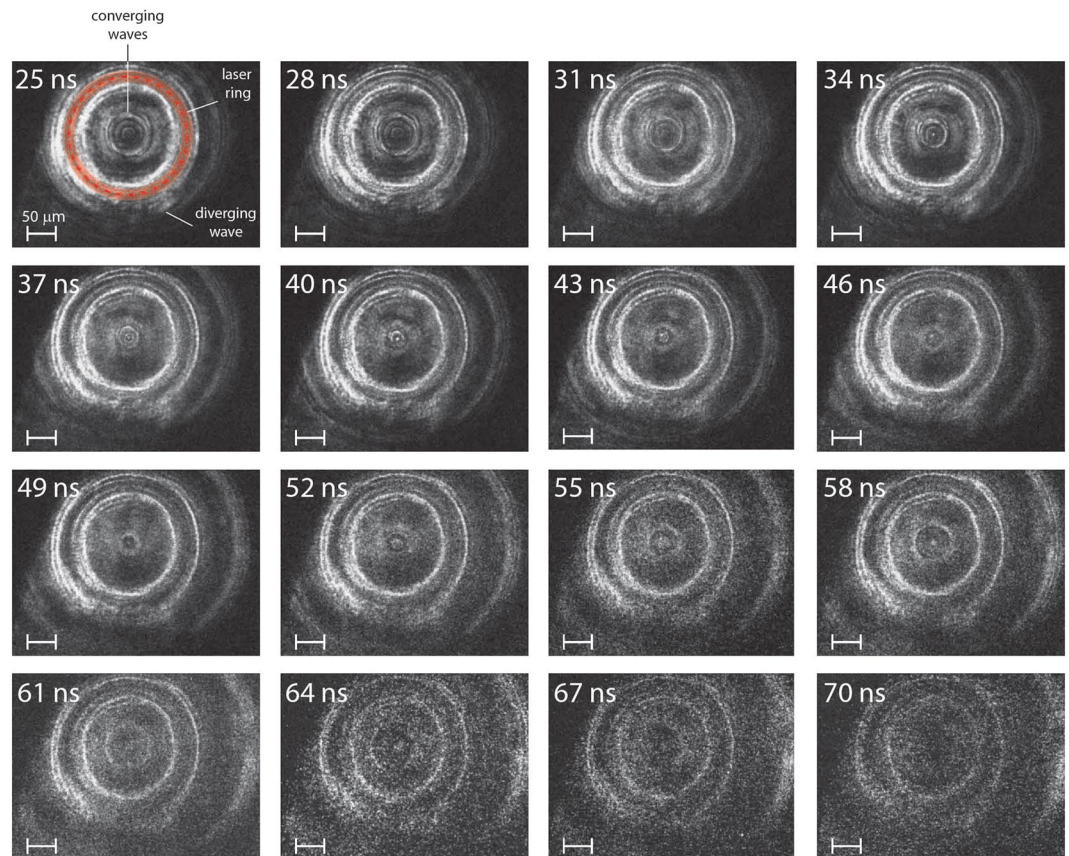 converging
waves
25 ns
laser
ring
50 μm
diverging
wave
28 ns
31 ns
34 ns
37 ns
40 ns
43 ns
46 ns
49 ns
52 ns
55 ns
58 ns
61 ns
64 ns
67 ns
70 ns